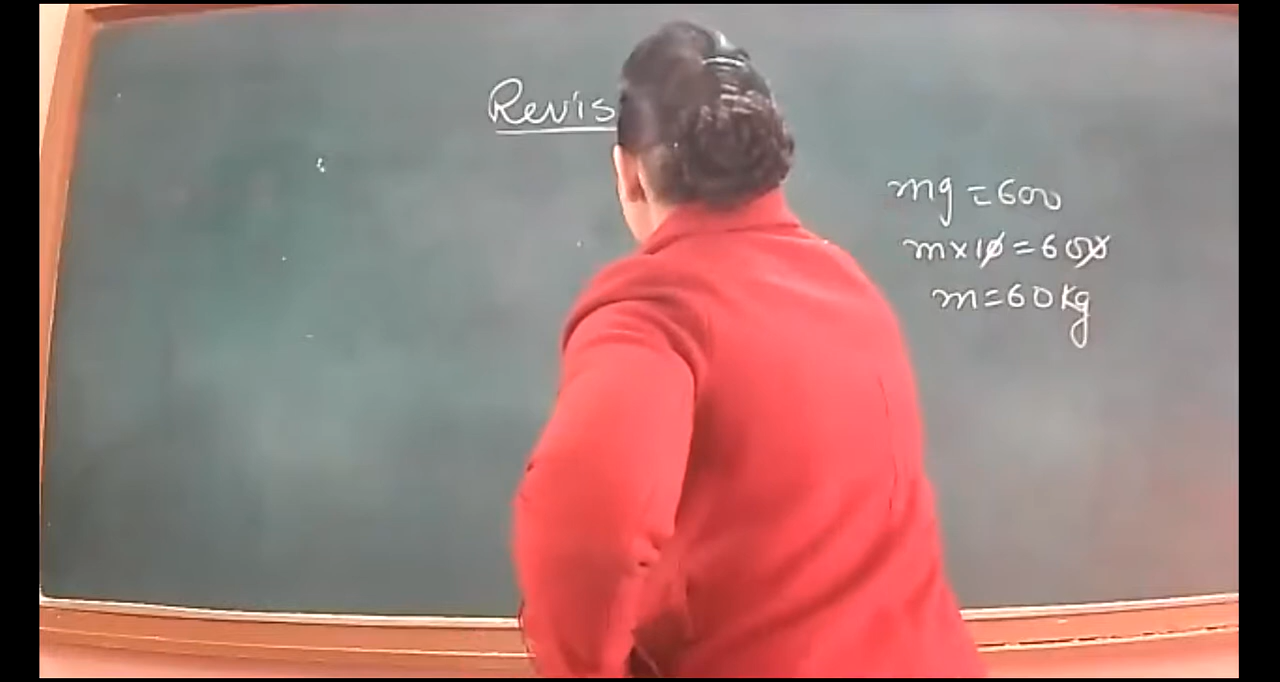 Revis
mg = 600
m x 10 = 600
m = 60 kg